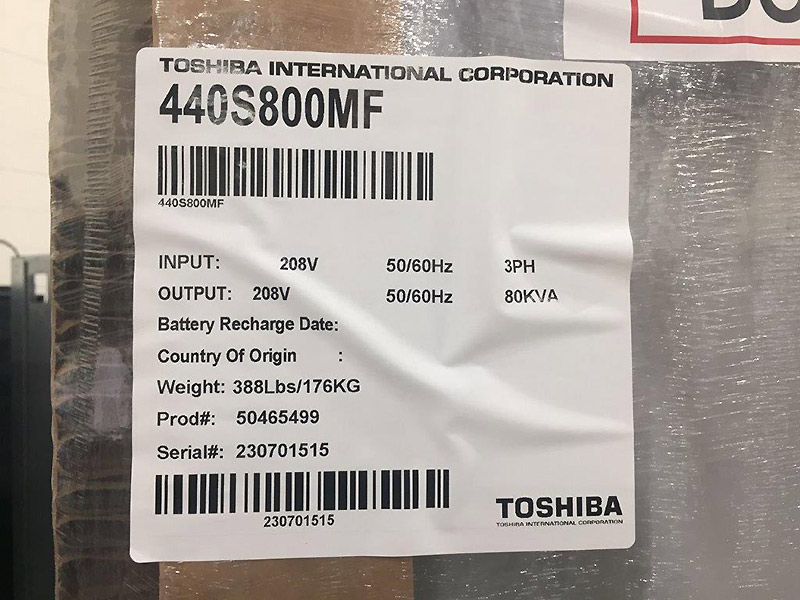 TOSHIBA INTERNATIONAL CORPORATION
440S800MF
440S800MF
INPUT: 208V 50/60Hz 3PH
OUTPUT: 208V 50/60Hz 80KVA
Battery Recharge Date:
Country Of Origin :
Weight: 388Lbs/176KG
Prod#: 50465499
Serial#: 230701515
230701515
TOSHIBA
TOSHIBA INTERNATIONAL CORPORATION